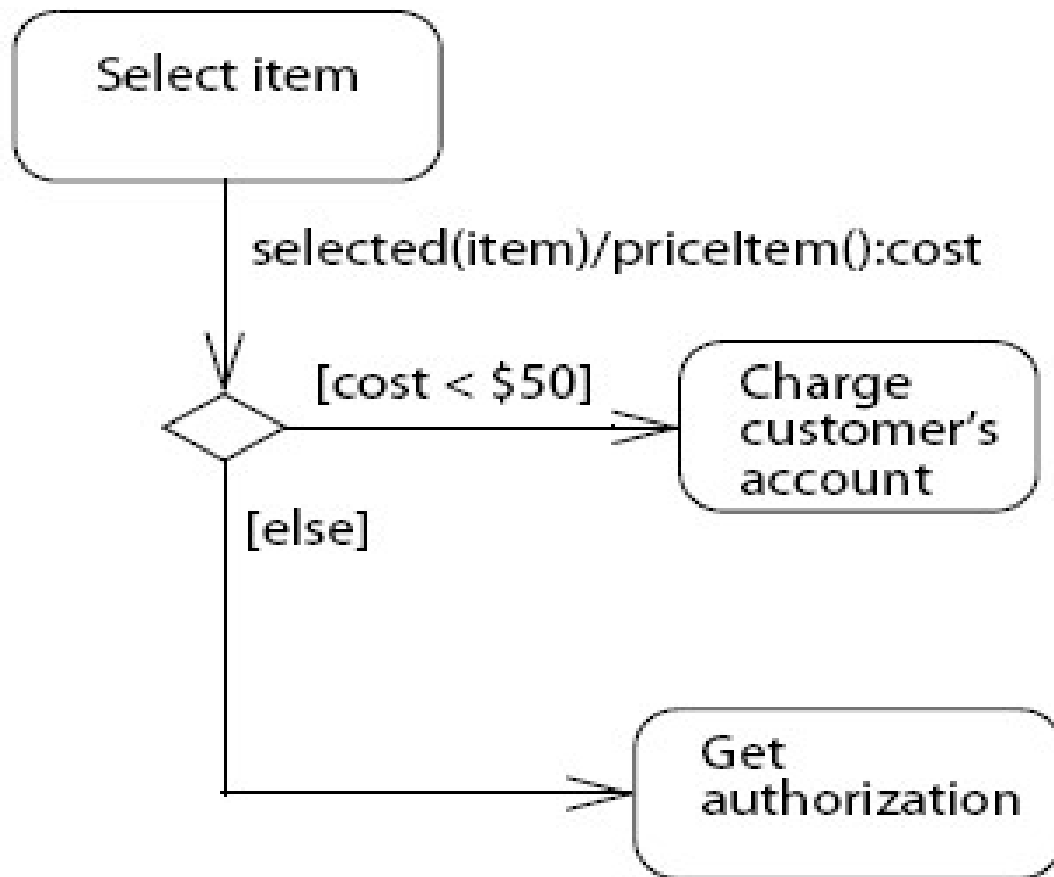 Select item
selected(item)/priceItem():cost
[cost < $50]
Charge
customer's
account
[else]
Get
authorization